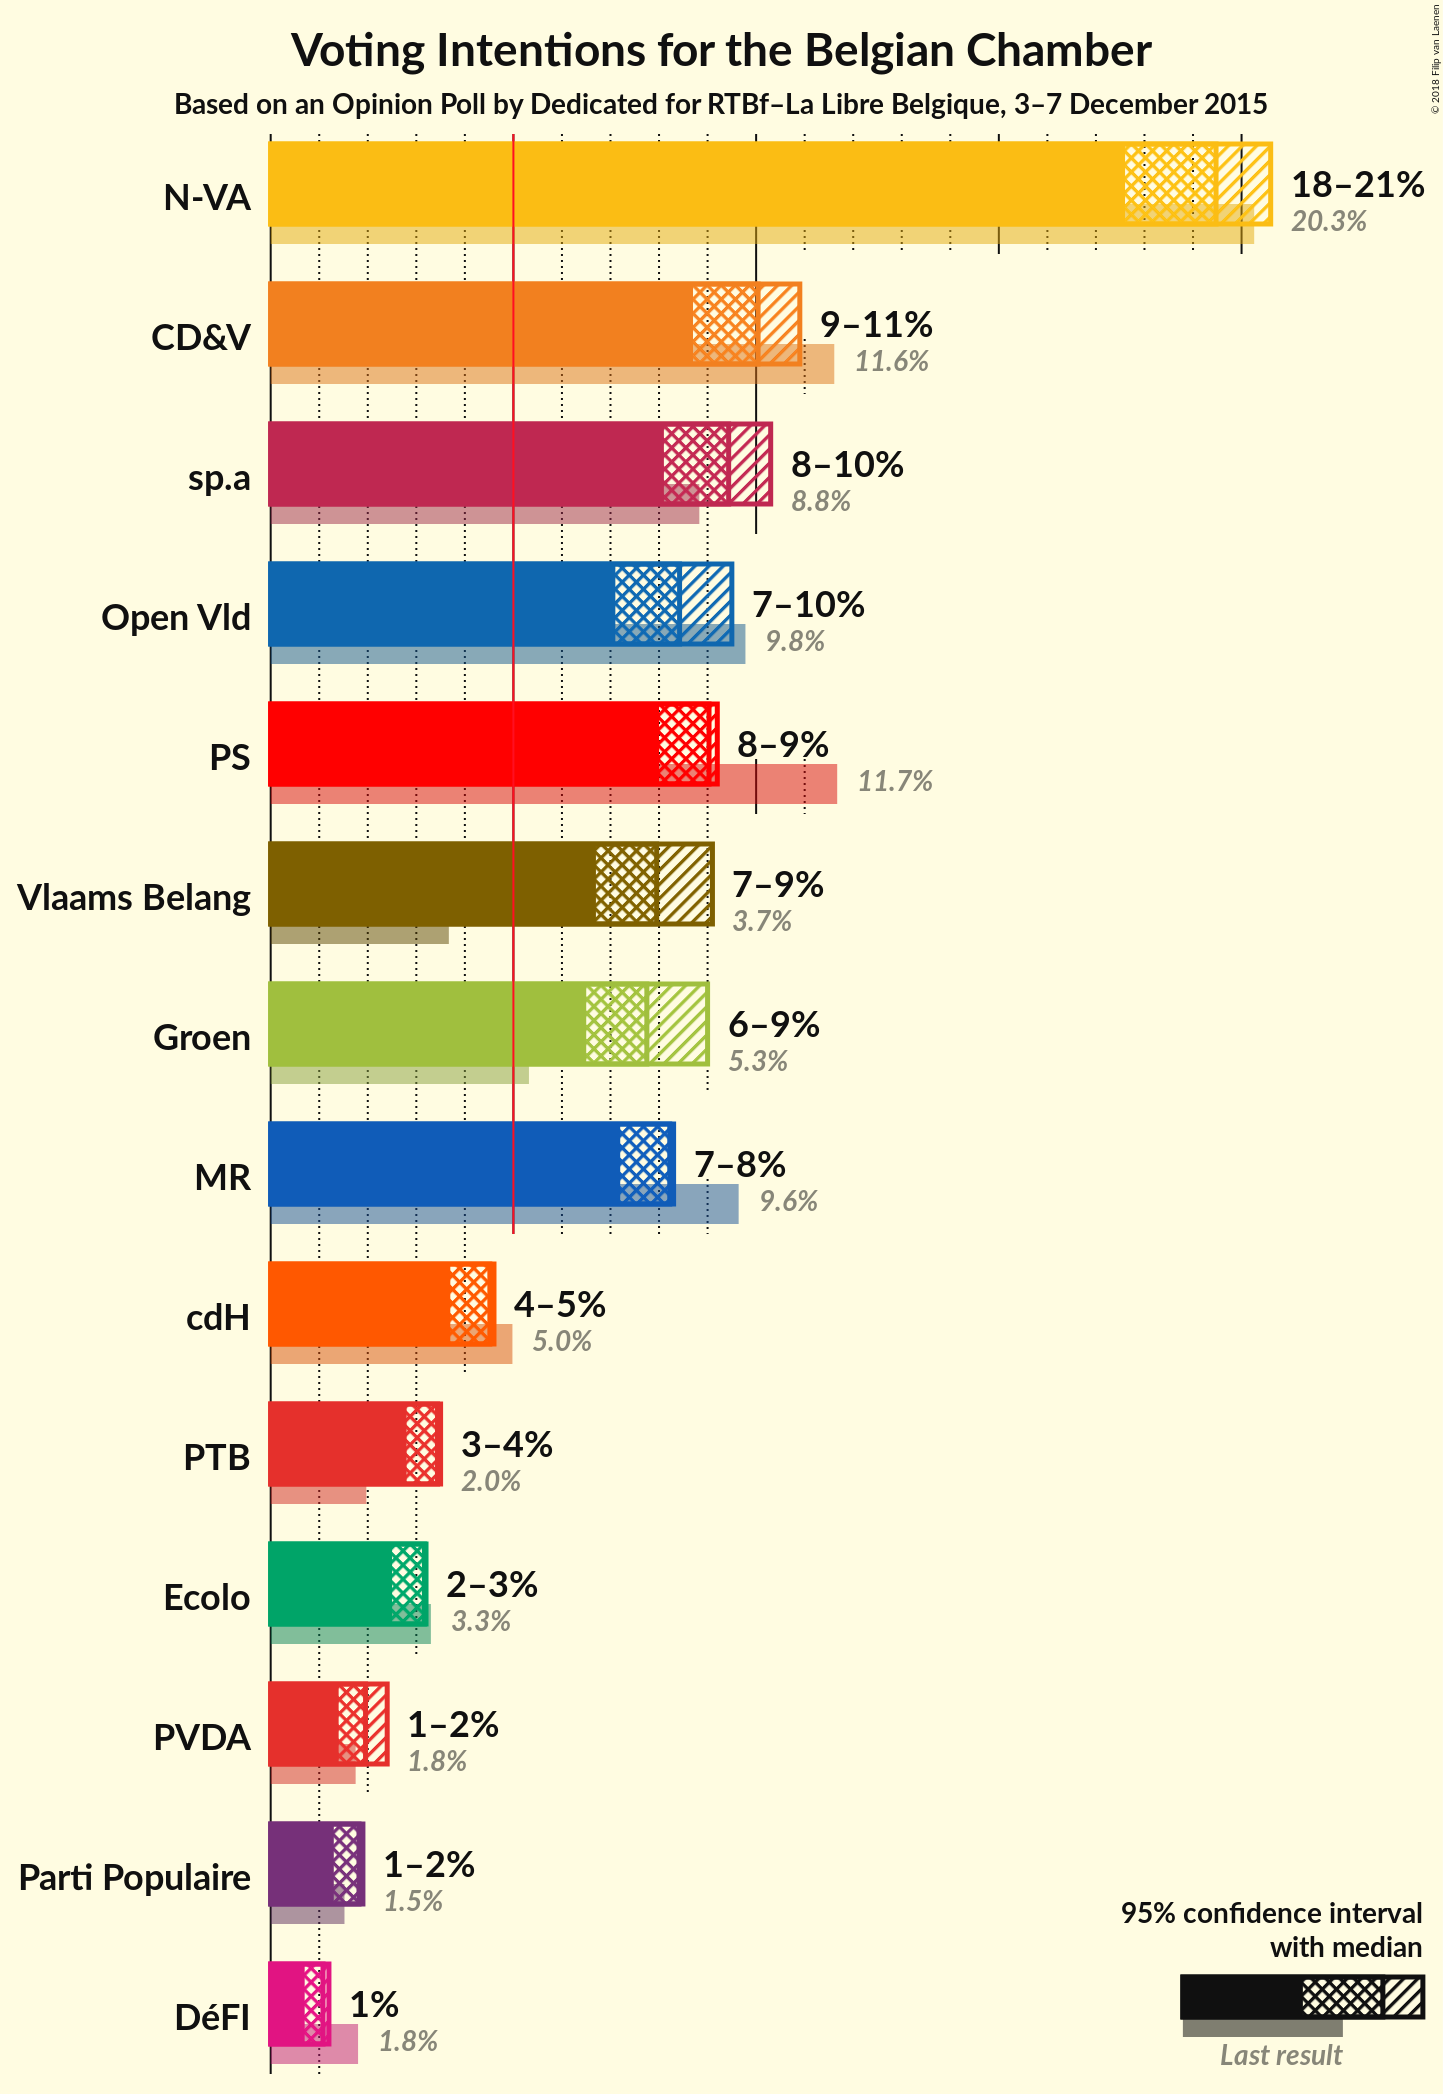 Voting Intentions for the Belgian Chamber
Based on an Opinion Poll by Dedicated for RTBf–La Libre Belgique, 3–7 December 2015
© 2018 Filip van Laenen
N-VA
18–21%
20.3%
CD&V
9–11%
11.6%
sp.a
8–10%
8.8%
Open Vld
7–10%
9.8%
PS
8–9%
11.7%
Vlaams Belang
7–9%
3.7%
Groen
6–9%
5.3%
MR
7–8%
9.6%
cdH
4–5%
5.0%
PTB
3–4%
2.0%
Ecolo
2–3%
3.3%
PVDA
1–2%
1.8%
Parti Populaire
1–2%
1.5%
DéFI
1%
1.8%
95% confidence interval
with median
Last result